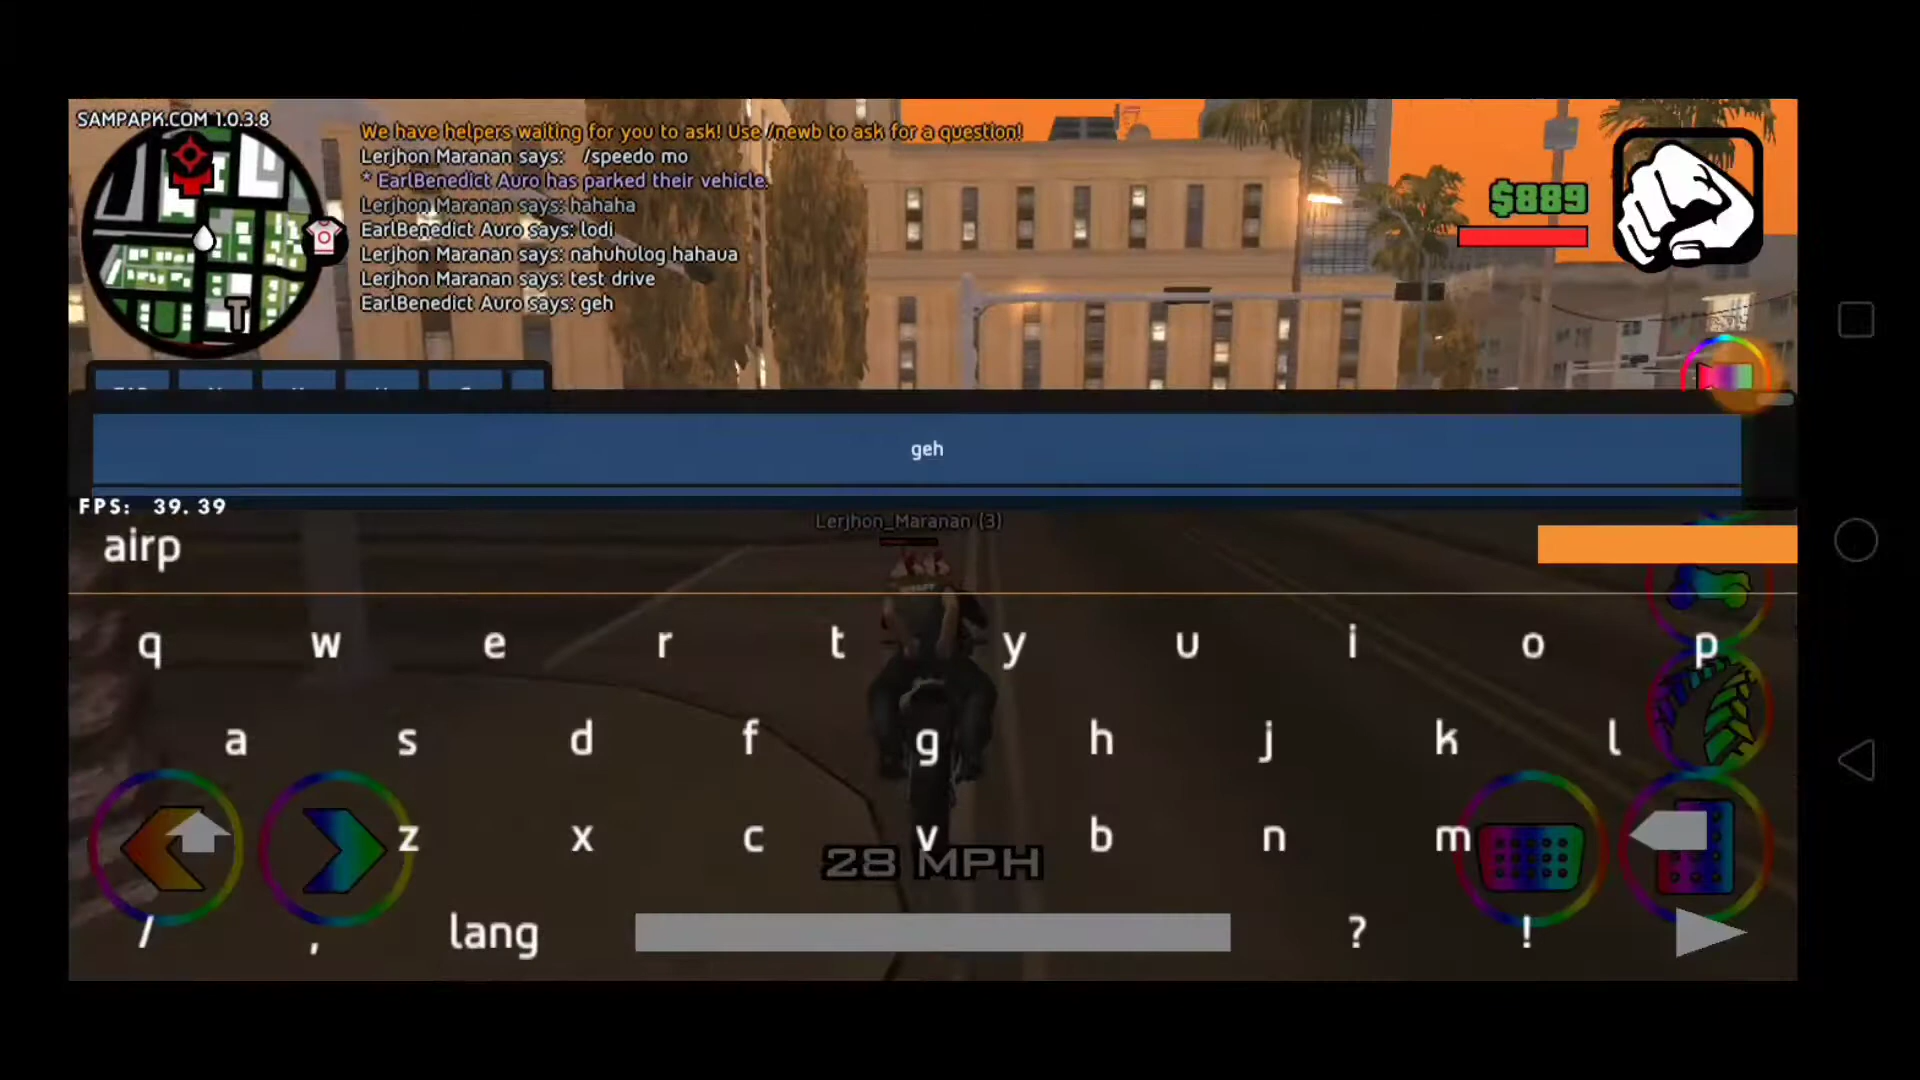 SAMPAPK.COM 1.0.3.8
We have helpers waiting for you to ask! Use /newb to ask for a question!
Lerjhon Maranan says: /speedo mo
* EarlBenedict Auro has parked their vehicle.
Lerjhon Maranan says: hahaha
EarlBenedict Auro says: lodi
Lerjhon Maranan says: nahuhulog hahaua
Lerjhon Maranan says: test drive
EarlBenedict Auro says: geh
$889
T
geh
FPS: 39.39
Lerjhon_Maranan (3)
airp
q w e r t y u i o p
a s d f g h j k l
z x c v b n m
28 MPH
/ , lang ? !